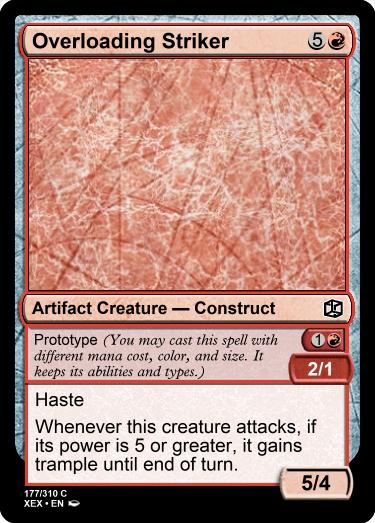 Overloading Striker 5
Artifact Creature — Construct
Prototype (You may cast this spell with 1
different mana cost, color, and size. It
keeps its abilities and types.) 2/1
Haste
Whenever this creature attacks, if
its power is 5 or greater, it gains
trample until end of turn.
5/4
177/310 C
XEX • EN